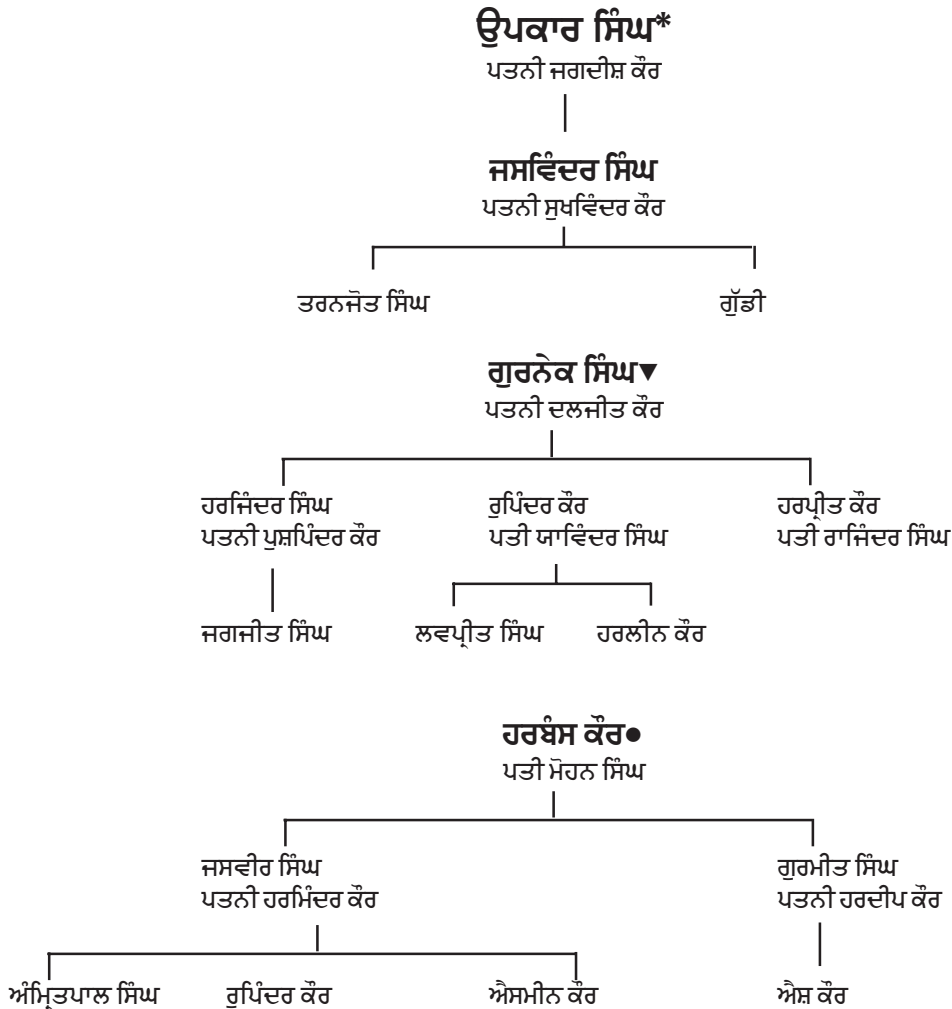 ਉਪਕਾਰ ਸਿੰਘ*
ਪਤਨੀ ਜਗਦੀਸ਼ ਕੌਰ
ਜਸਵਿੰਦਰ ਸਿੰਘ
ਪਤਨੀ ਸੁਖਵਿੰਦਰ ਕੌਰ
ਤਰਨਜੋਤ ਸਿੰਘ ਗੁੱਡੀ
ਗੁਰਨੇਕ ਸਿੰਘ▼
ਪਤਨੀ ਦਲਜੀਤ ਕੌਰ
ਹਰਜਿੰਦਰ ਸਿੰਘ ਰੁਪਿੰਦਰ ਕੌਰ ਹਰਪ੍ਰੀਤ ਕੌਰ
ਪਤਨੀ ਪੁਸ਼ਪਿੰਦਰ ਕੌਰ ਪਤੀ ਯਾਵਿੰਦਰ ਸਿੰਘ ਪਤੀ ਰਾਜਿੰਦਰ ਸਿੰਘ
ਜਗਜੀਤ ਸਿੰਘ ਲਵਪ੍ਰੀਤ ਸਿੰਘ ਹਰਲੀਨ ਕੌਰ
ਹਰਬੰਸ ਕੌਰ●
ਪਤੀ ਮੋਹਨ ਸਿੰਘ
ਜਸਵੀਰ ਸਿੰਘ ਗੁਰਮੀਤ ਸਿੰਘ
ਪਤਨੀ ਹਰਮਿੰਦਰ ਕੌਰ ਪਤਨੀ ਹਰਦੀਪ ਕੌਰ
ਅੰਮ੍ਰਿਤਪਾਲ ਸਿੰਘ ਰੁਪਿੰਦਰ ਕੌਰ ਐਸਮੀਨ ਕੌਰ ਐਸ਼ ਕੌਰ